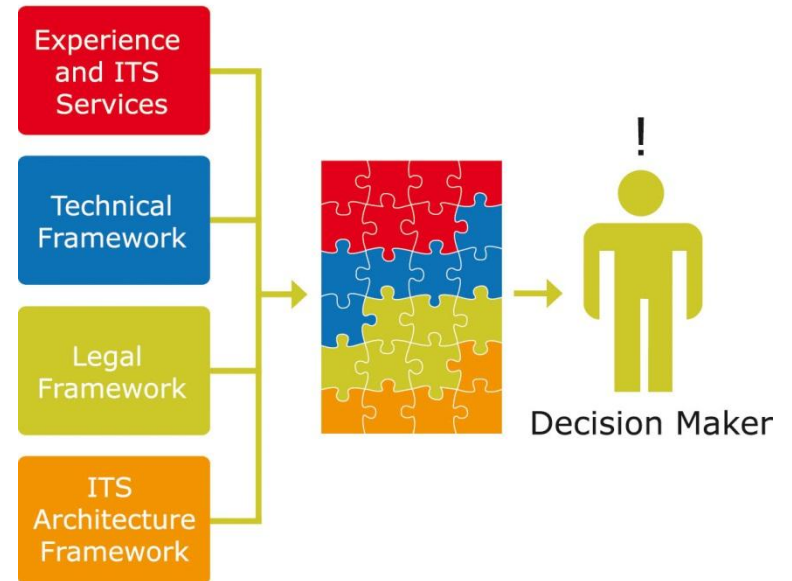 Experience
and ITS
Services
Technical
Framework
Legal
Framework
ITS
Architecture
Framework
!
Decision Maker